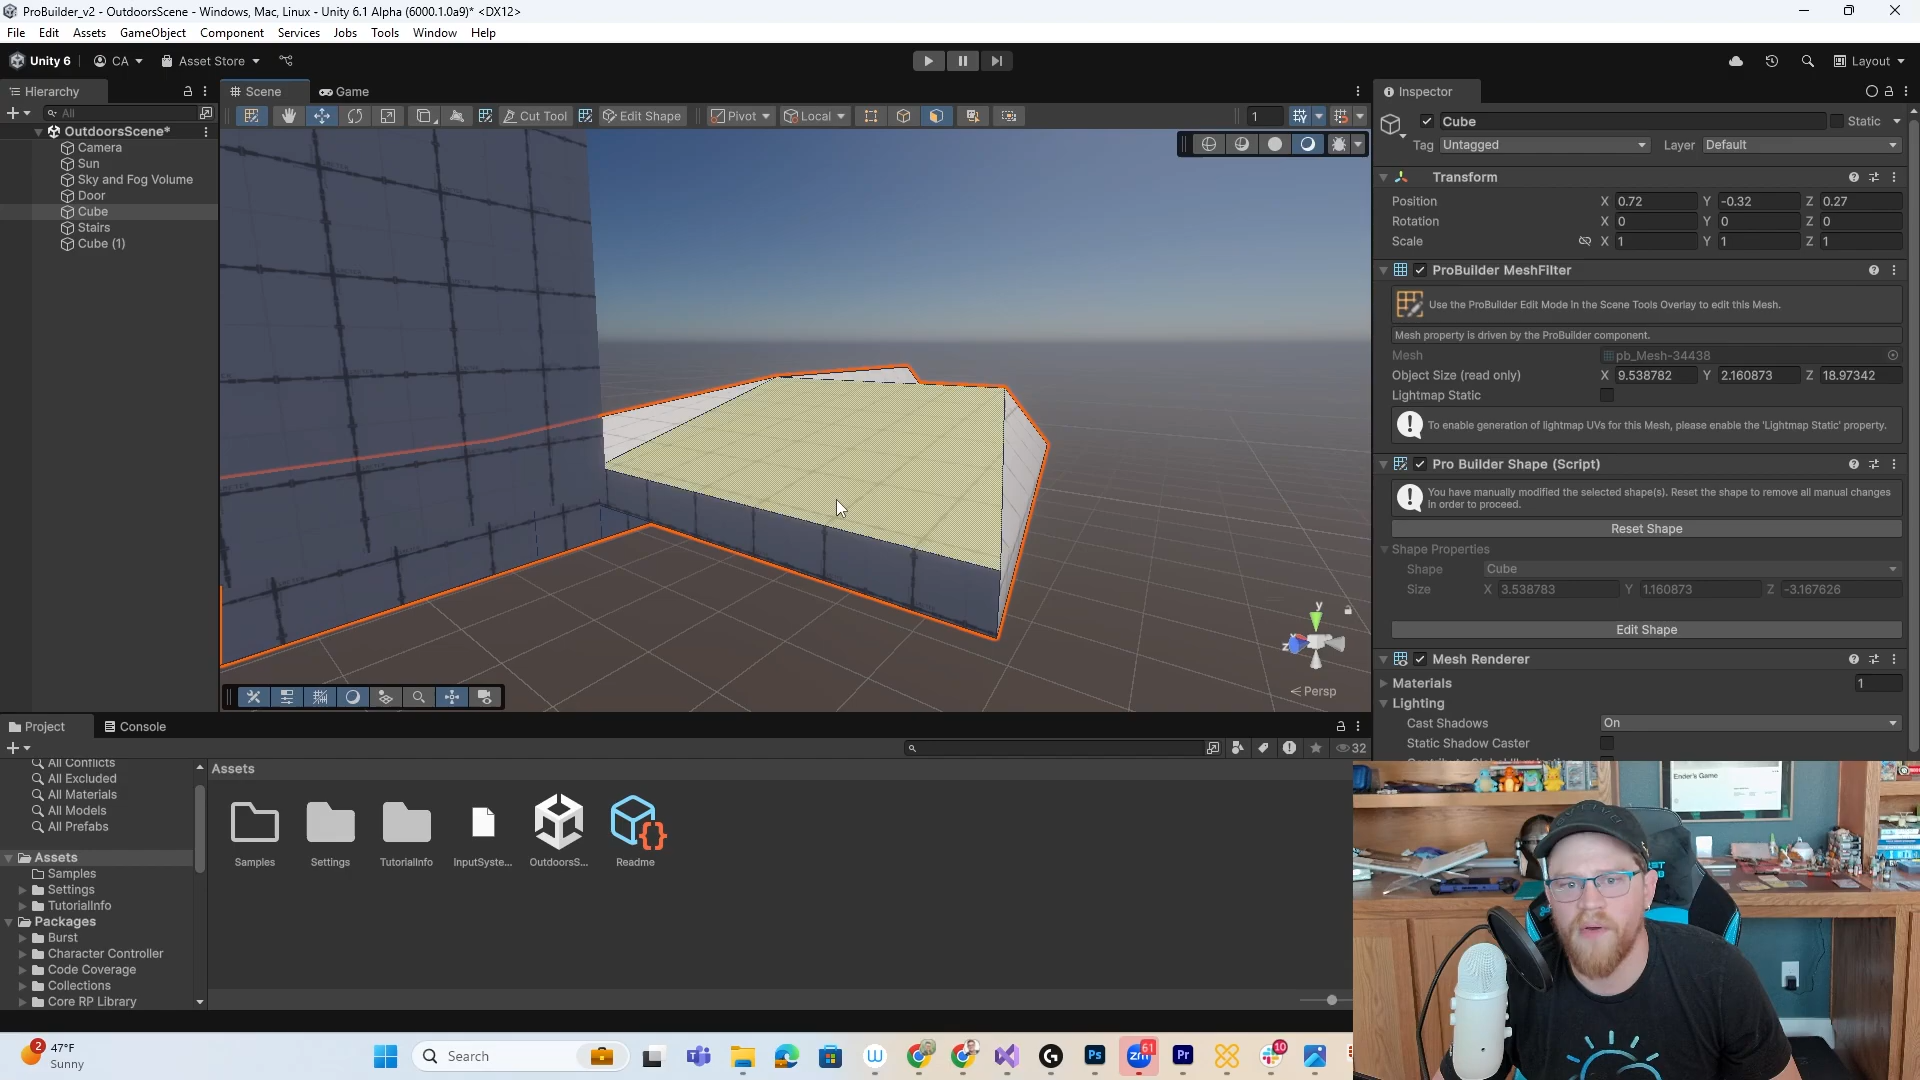 ProBuilder_v2 - OutdoorsScene - Windows, Mac, Linux - Unity 6.1 Alpha (6000.1.0a9)* <DX12>
File Edit Assets GameObject Component Services Jobs Tools Window Help
Unity 6 CA Asset Store Layout
Hierarchy Scene Game Inspector
All
OutdoorsScene*
Camera
Sun
Sky and Fog Volume
Door
Cube
Stairs
Cube (1)
Cut Tool Edit Shape Pivot Local 1
Persp
y
z
Cube Static
Tag Untagged Layer Default
Transform
Position X 0.72 Y -0.32 Z 0.27
Rotation X 0 Y 0 Z 0
Scale X 1 Y 1 Z 1
ProBuilder MeshFilter
Use the ProBuilder Edit Mode in the Scene Tools Overlay to edit this Mesh.
Mesh property is driven by the ProBuilder component.
Mesh pb_Mesh-34438
Object Size (read only) X 9.538782 Y 2.160873 Z 18.97342
Lightmap Static
To enable generation of lightmap UVs for this Mesh, please enable the 'Lightmap Static' property.
Pro Builder Shape (Script)
You have manually modified the selected shape(s). Reset the shape to remove all manual changes
in order to proceed.
Reset Shape
Shape Properties
Shape Cube
Size X 3.538783 Y 1.160873 Z -3.167626
Edit Shape
Mesh Renderer
Materials 1
Lighting
Cast Shadows On
Static Shadow Caster
Project Console
32
All Conflicts
All Excluded
All Materials
All Models
All Prefabs
Assets
Samples
Settings
TutorialInfo
Packages
Burst
Character Controller
Code Coverage
Collections
Core RP Library
Assets
Samples Settings TutorialInfo InputSyste... OutdoorsS... Readme
Ender's Game
2
47°F
Sunny
Search
61
10